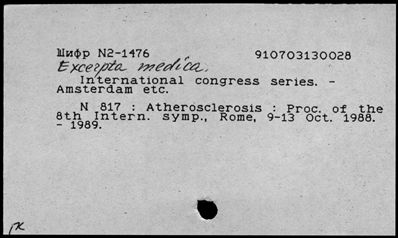 Шифр N2-1476 910703130028
Excerpta medica.
International congress series. -
Amsterdam etc.
N 817 : Atherosclerosis : Proc. of the
8th Intern. symp., Rome, 9-13 Oct. 1988.
- 1989.